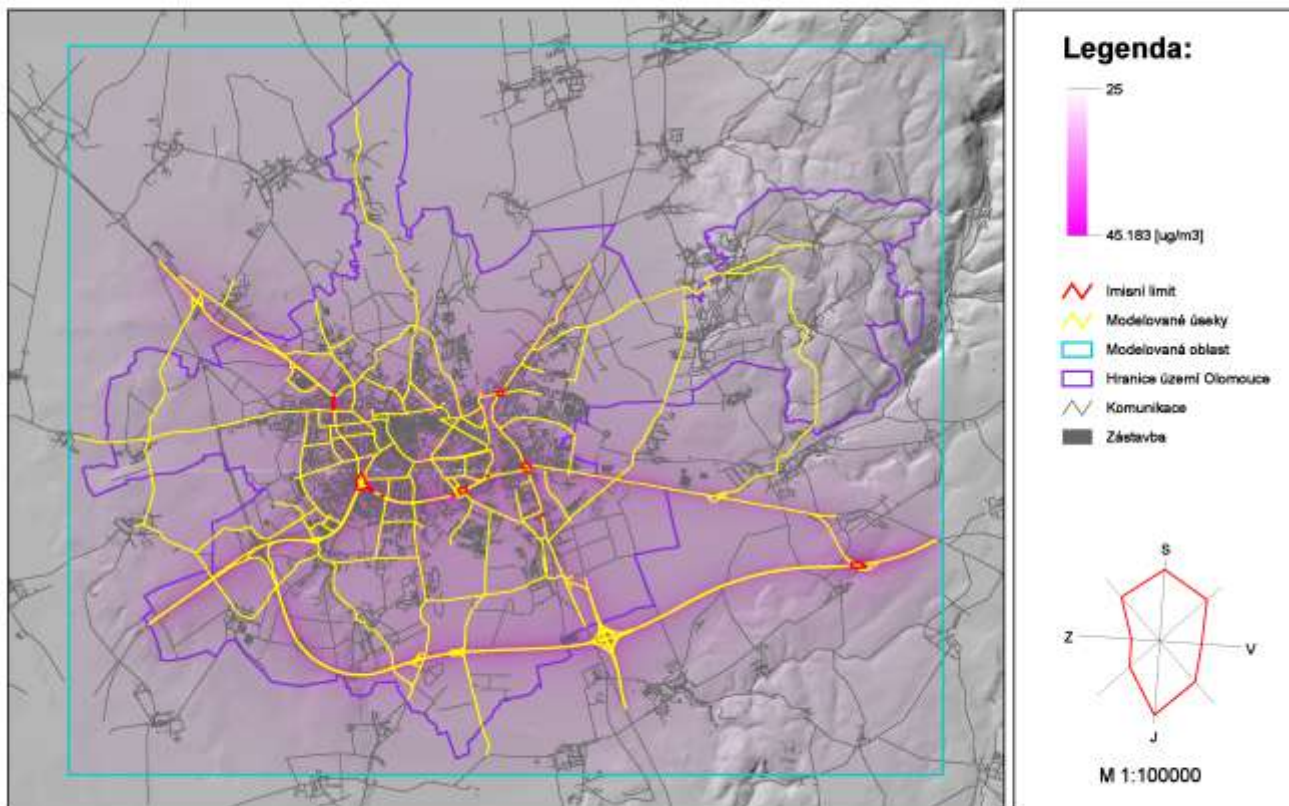 Legenda:
25
45.183 [ug/m3]
Imisní limit
Modelované úseky
Modelovaná oblast
Hranice území Olomouce
Komunikace
Zástavba
S
Z
V
J
M 1:100000